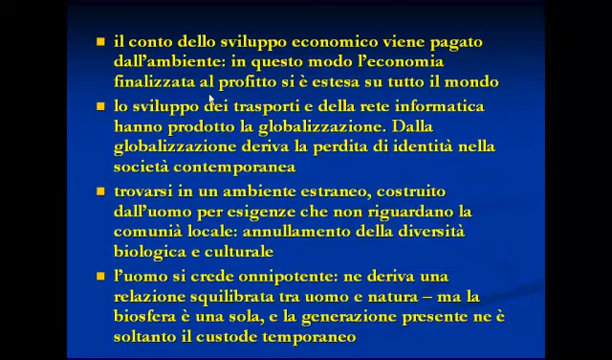 il conto dello sviluppo economico viene pagato
dall'ambiente: in questo modo l'economia
finalizzata al profitto si è estesa su tutto il mondo
lo sviluppo dei trasporti e della rete informatica
hanno prodotto la globalizzazione. Dalla
globalizzazione deriva la perdita di identità nella
società contemporanea
trovarsi in un ambiente estraneo, costruito
dall'uomo per esigenze che non riguardano la
comunià locale: annullamento della diversità
biologica e culturale
l'uomo si crede onnipotente: ne deriva una
relazione squilibrata tra uomo e natura – ma la
biosfera è una sola, e la generazione presente ne è
soltanto il custode temporaneo